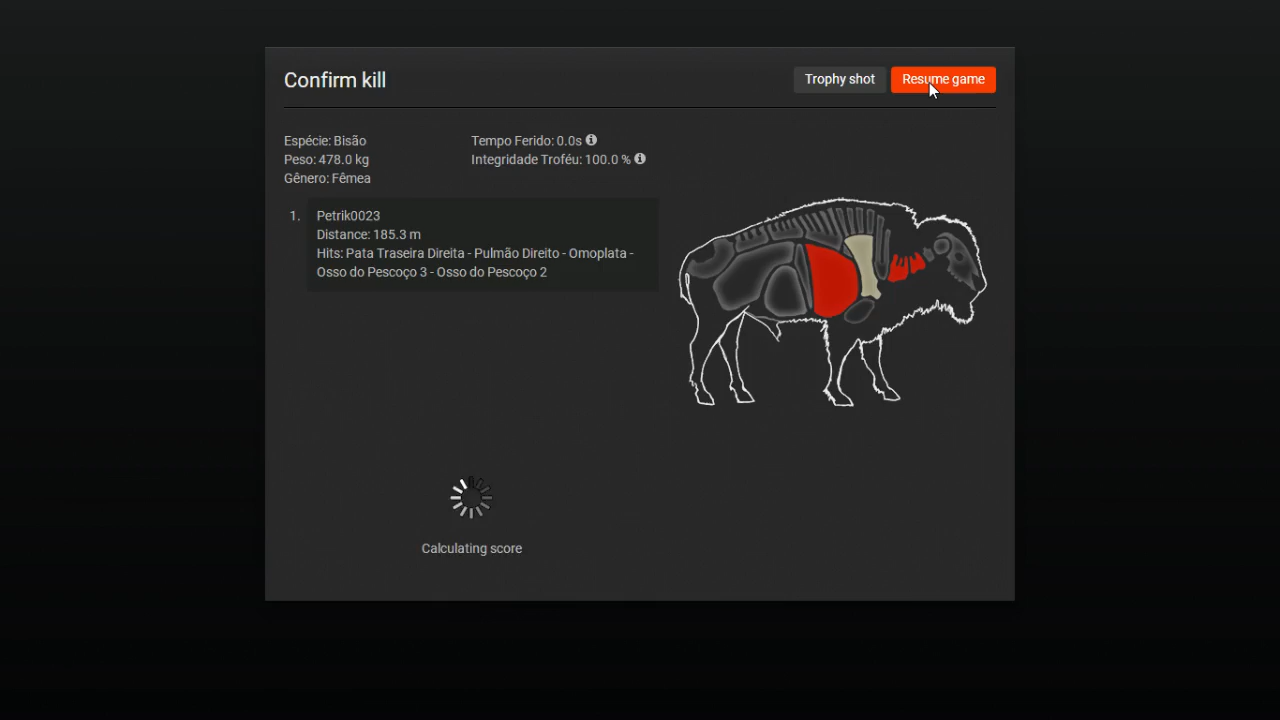 Confirm kill
Trophy shot
Resume game
Espécie: Bisão
Peso: 478.0 kg
Gênero: Fêmea
Tempo Ferido: 0.0s
Integridade Troféu: 100.0 %
1.
Petrik0023
Distance: 185.3 m
Hits: Pata Traseira Direita - Pulmão Direito - Omoplata -
Osso do Pescoço 3 - Osso do Pescoço 2
Calculating score